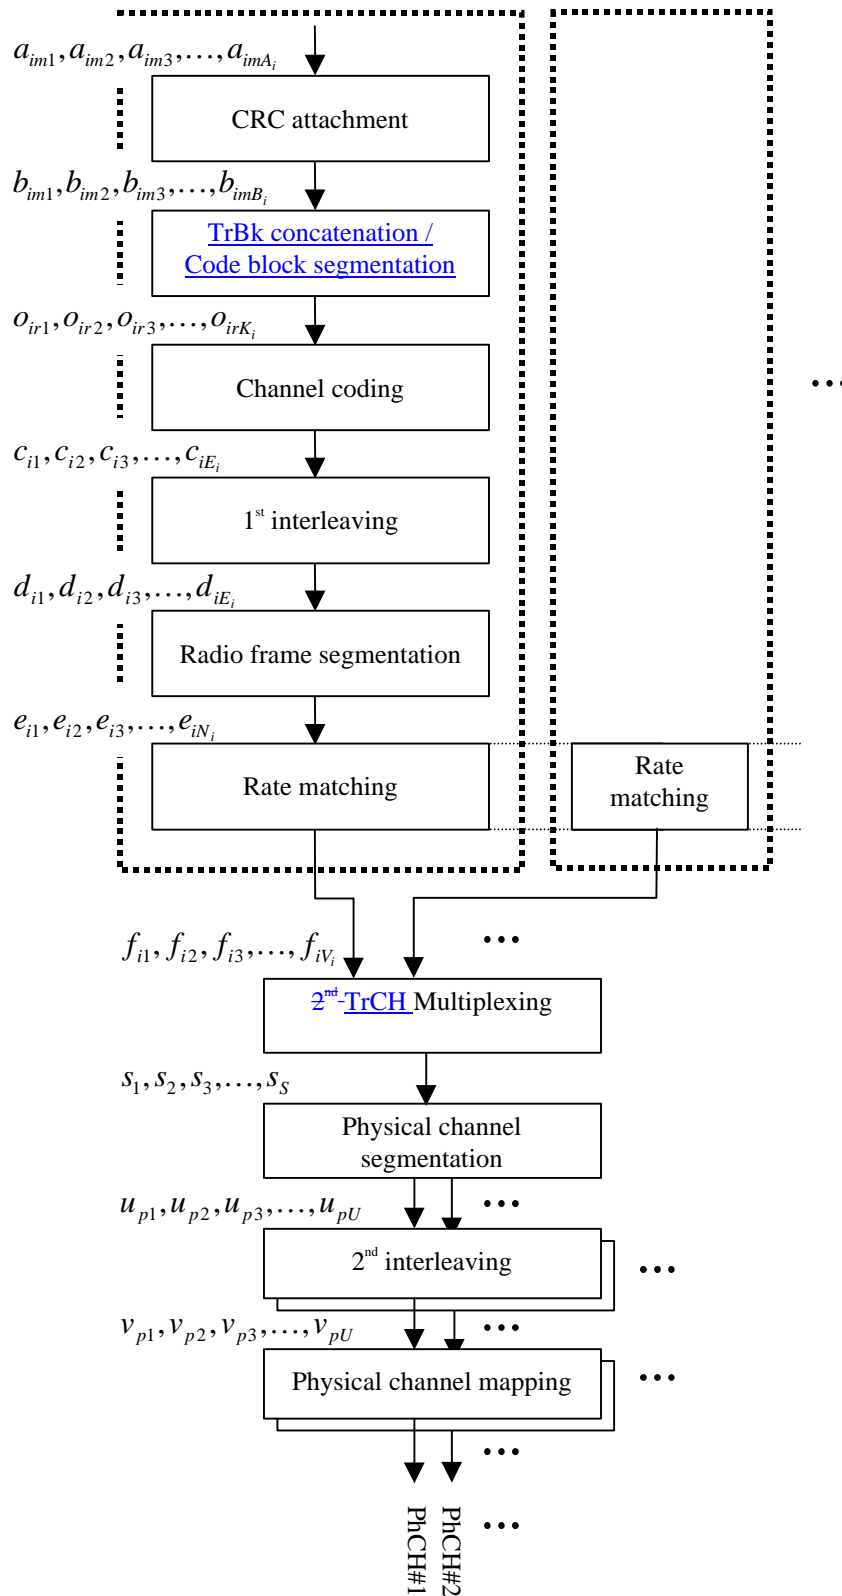 a_{im1}, a_{im2}, a_{im3}, …, a_{imA_i}
CRC attachment
b_{im1}, b_{im2}, b_{im3}, …, b_{imB_i}
TrBk concatenation /
Code block segmentation
o_{ir1}, o_{ir2}, o_{ir3}, …, o_{irK_i}
Channel coding
…
c_{i1}, c_{i2}, c_{i3}, …, c_{iE_i}
1st interleaving
d_{i1}, d_{i2}, d_{i3}, …, d_{iE_i}
Radio frame segmentation
e_{i1}, e_{i2}, e_{i3}, …, e_{iN_i}
Rate matching
Rate
matching
f_{i1}, f_{i2}, f_{i3}, …, f_{iV_i}
…
2nd TrCH Multiplexing
s_1, s_2, s_3, …, s_S
Physical channel
segmentation
u_{p1}, u_{p2}, u_{p3}, …, u_{pU}
…
2nd interleaving
…
v_{p1}, v_{p2}, v_{p3}, …, v_{pU}
…
Physical channel mapping
…
…
PhCH#1
PhCH#2
…